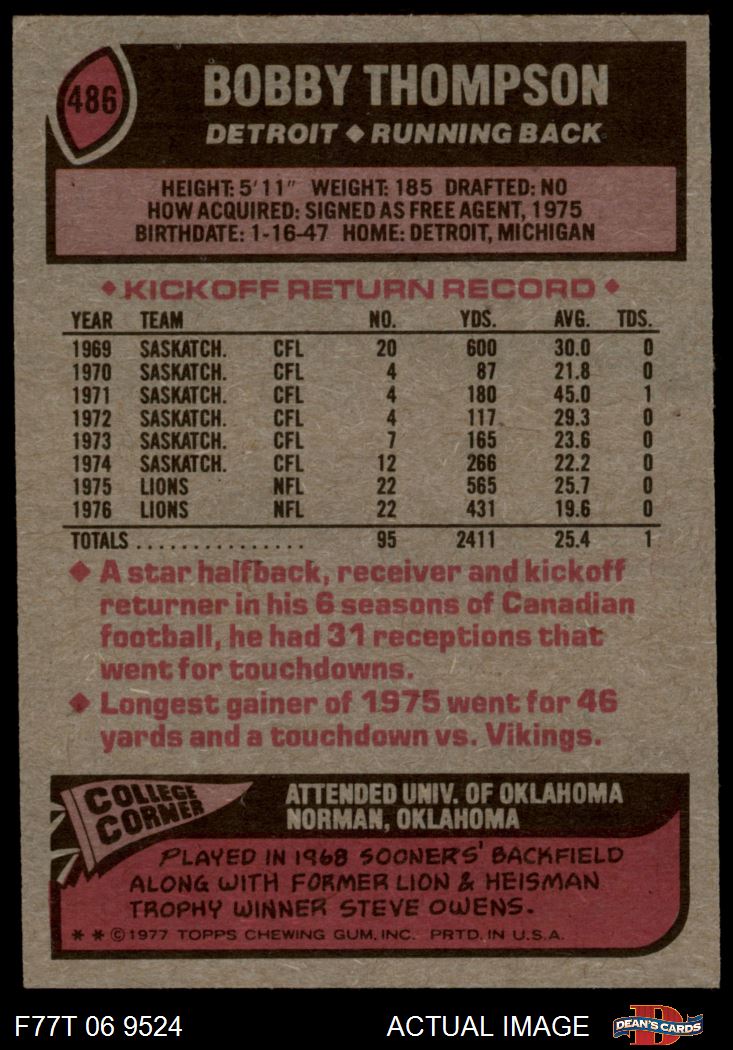 486
BOBBY THOMPSON
DETROIT ◆ RUNNING BACK
HEIGHT: 5'11" WEIGHT: 185 DRAFTED: NO
HOW ACQUIRED: SIGNED AS FREE AGENT, 1975
BIRTHDATE: 1-16-47 HOME: DETROIT, MICHIGAN
◆ KICKOFF RETURN RECORD ◆
YEAR TEAM NO. YDS. AVG. TDS.
1969 SASKATCH. CFL 20 600 30.0 0
1970 SASKATCH. CFL 4 87 21.8 0
1971 SASKATCH. CFL 4 180 45.0 1
1972 SASKATCH. CFL 4 117 29.3 0
1973 SASKATCH. CFL 7 165 23.6 0
1974 SASKATCH. CFL 12 266 22.2 0
1975 LIONS NFL 22 565 25.7 0
1976 LIONS NFL 22 431 19.6 0
TOTALS ................ 95 2411 25.4 1
◆ A star halfback, receiver and kickoff
returner in his 6 seasons of Canadian
football, he had 31 receptions that
went for touchdowns.
◆ Longest gainer of 1975 went for 46
yards and a touchdown vs. Vikings.
COLLEGE
CORNER
ATTENDED UNIV. OF OKLAHOMA
NORMAN, OKLAHOMA
PLAYED IN 1968 SOONERS' BACKFIELD
ALONG WITH FORMER LION & HEISMAN
TROPHY WINNER STEVE OWENS.
* * © 1977 TOPPS CHEWING GUM, INC. PRTD. IN U.S.A.
F77T 06 9524 ACTUAL IMAGE
D
DEAN'S CARDS